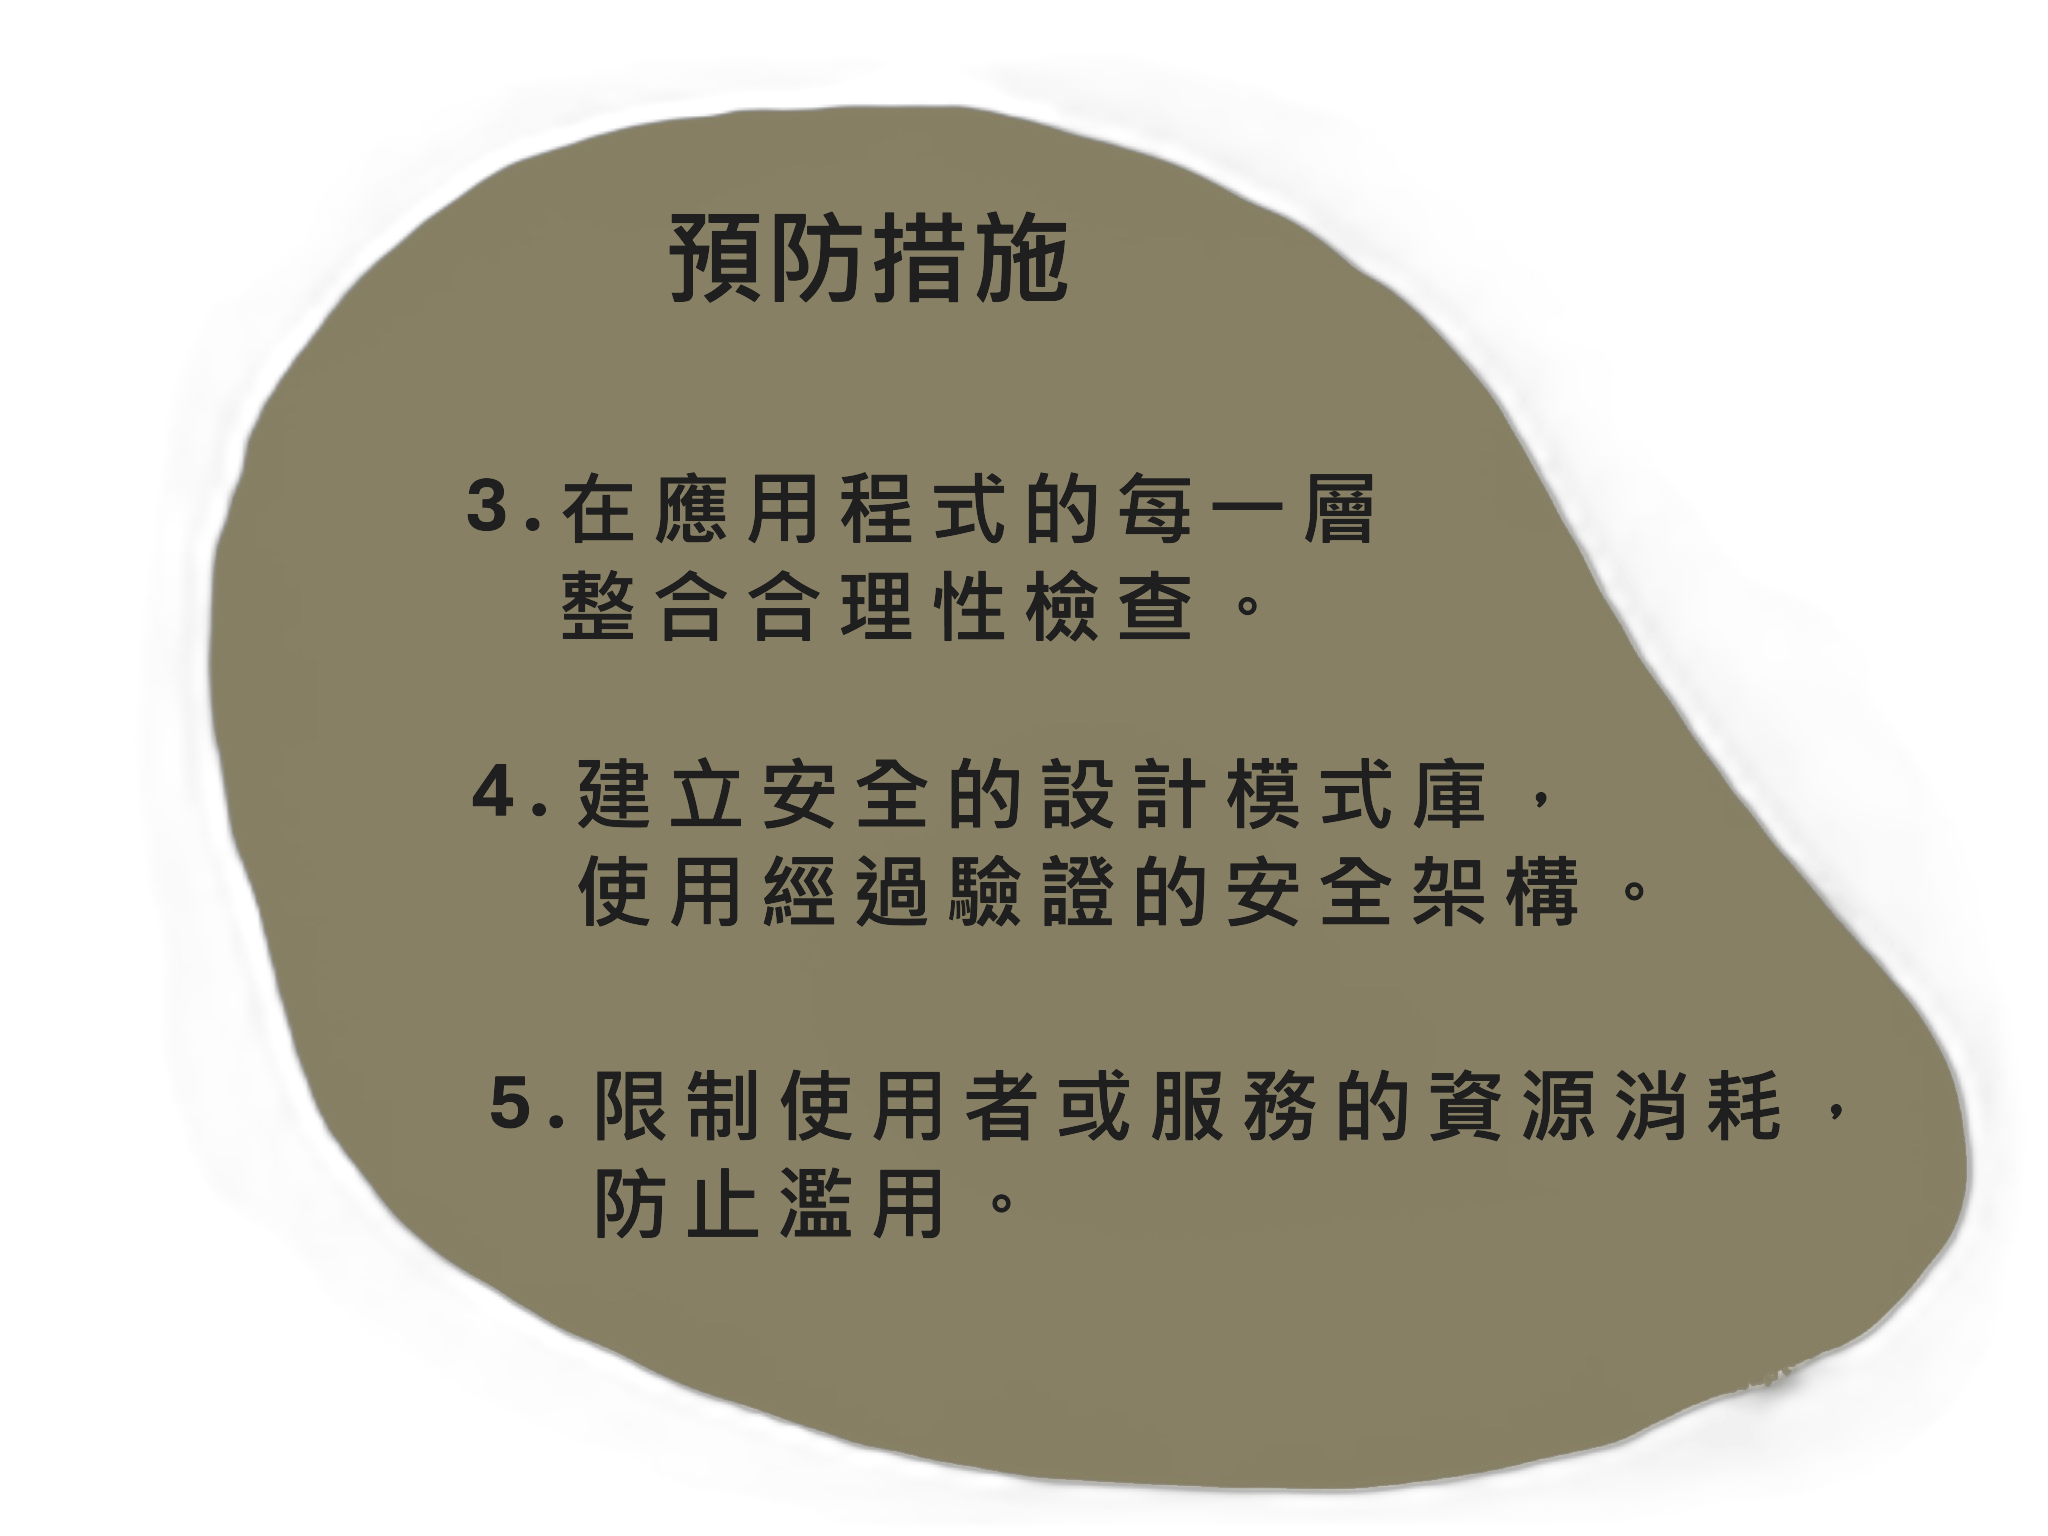 預防措施
3.在應用程式的每一層
整合合理性檢查。
4.建立安全的設計模式庫，
使用經過驗證的安全架構。
5.限制使用者或服務的資源消耗，
防止濫用。